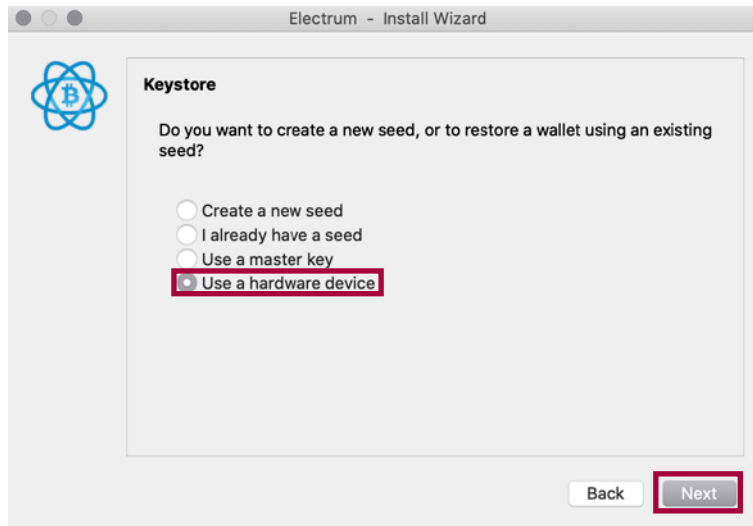 Electrum - Install Wizard
Keystore
Do you want to create a new seed, or to restore a wallet using an existing
seed?
Create a new seed
I already have a seed
Use a master key
Use a hardware device
Back
Next